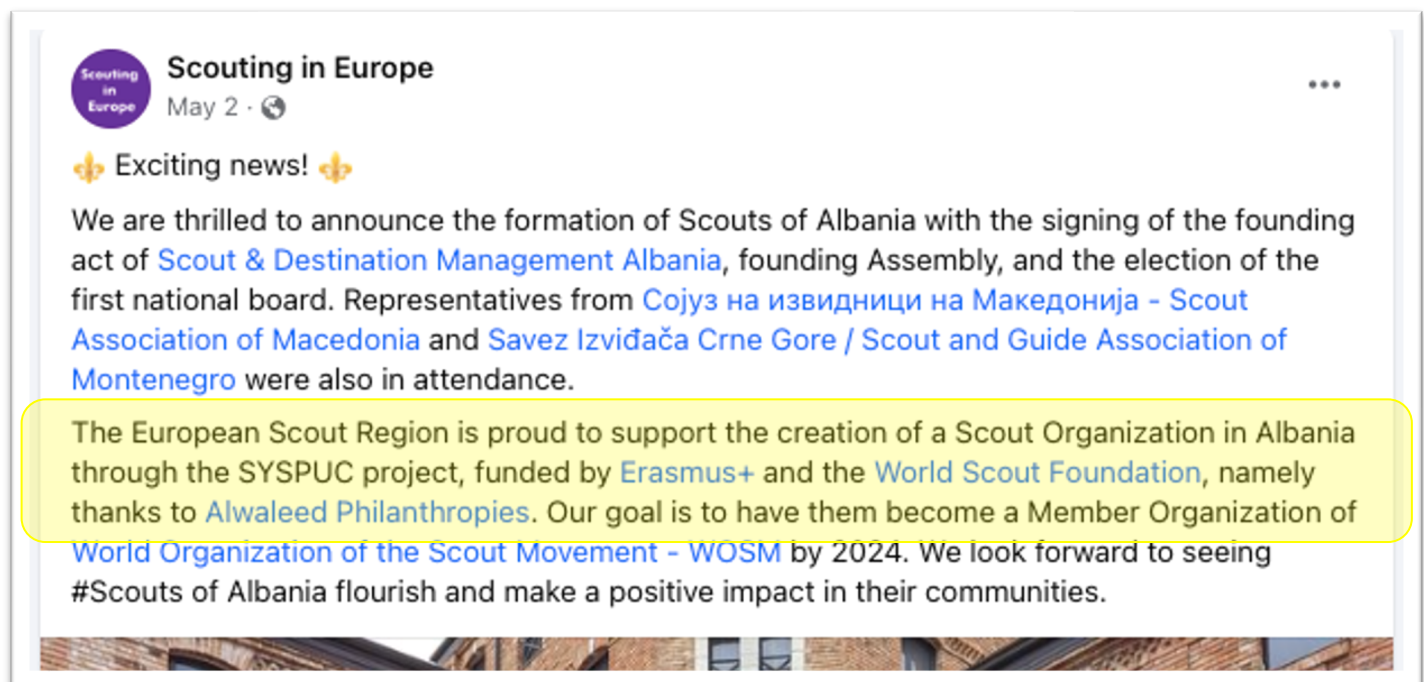 Scouting
in
Europe
Scouting in Europe
May 2 ·
⚜️ Exciting news! ⚜️
We are thrilled to announce the formation of Scouts of Albania with the signing of the founding
act of Scout & Destination Management Albania, founding Assembly, and the election of the
first national board. Representatives from Сојуз на извидници на Македонија - Scout
Association of Macedonia and Savez Izviđača Crne Gore / Scout and Guide Association of
Montenegro were also in attendance.
The European Scout Region is proud to support the creation of a Scout Organization in Albania
through the SYSPUC project, funded by Erasmus+ and the World Scout Foundation, namely
thanks to Alwaleed Philanthropies. Our goal is to have them become a Member Organization of
World Organization of the Scout Movement - WOSM by 2024. We look forward to seeing
#Scouts of Albania flourish and make a positive impact in their communities.